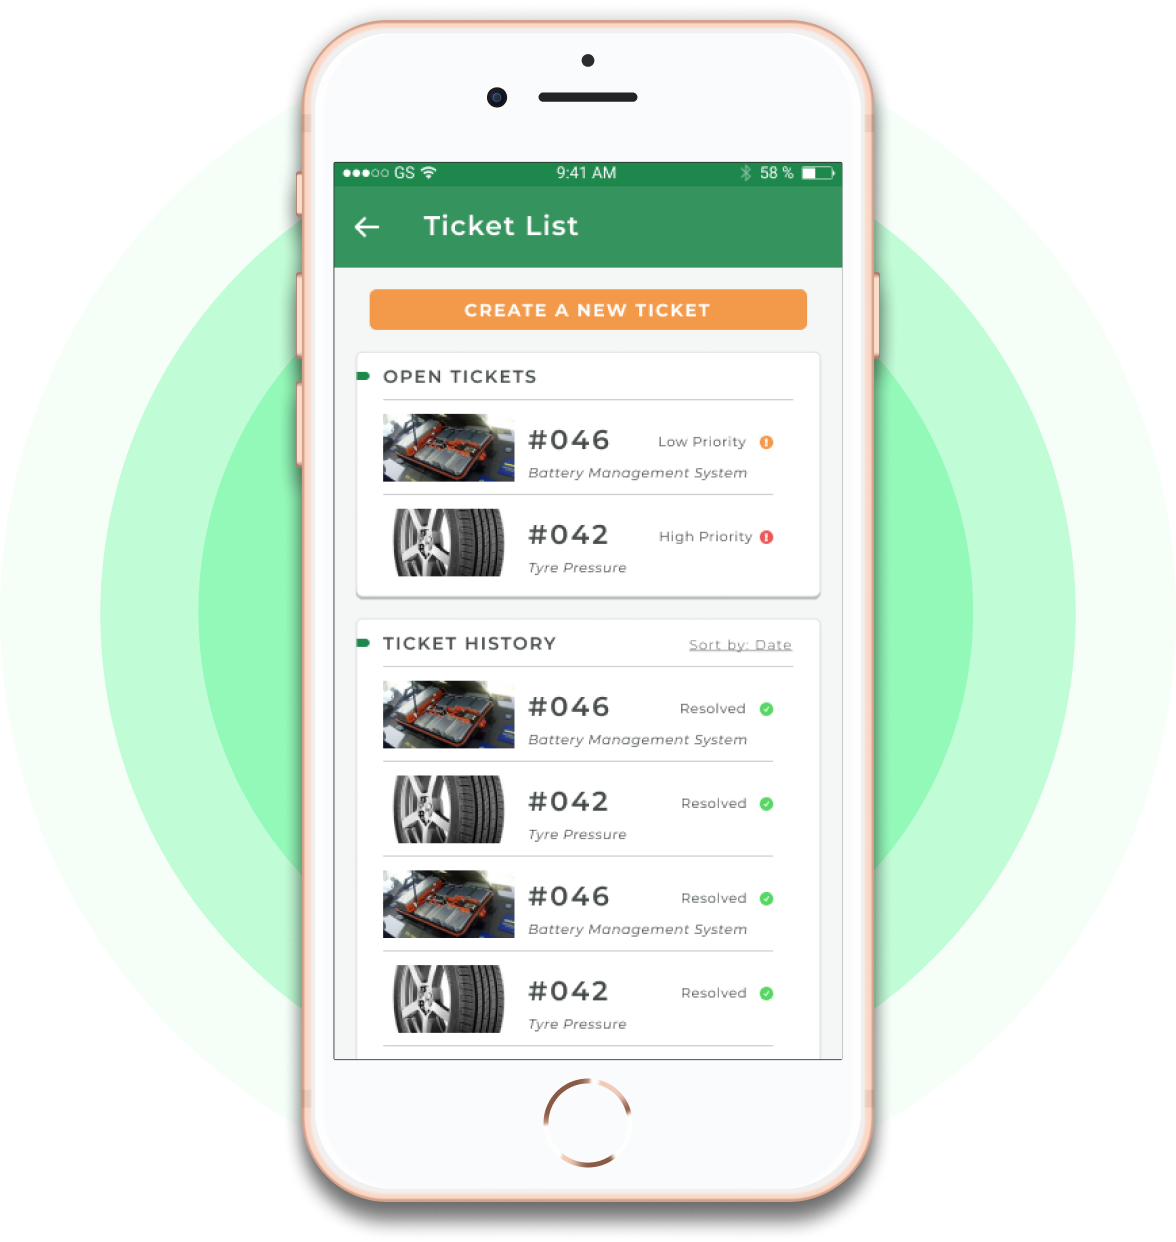 GS 9:41 AM 58 %
Ticket List
CREATE A NEW TICKET
OPEN TICKETS
#046 Low Priority
Battery Management System
#042 High Priority
Tyre Pressure
TICKET HISTORY Sort by: Date
#046 Resolved
Battery Management System
#042 Resolved
Tyre Pressure
#046 Resolved
Battery Management System
#042 Resolved
Tyre Pressure